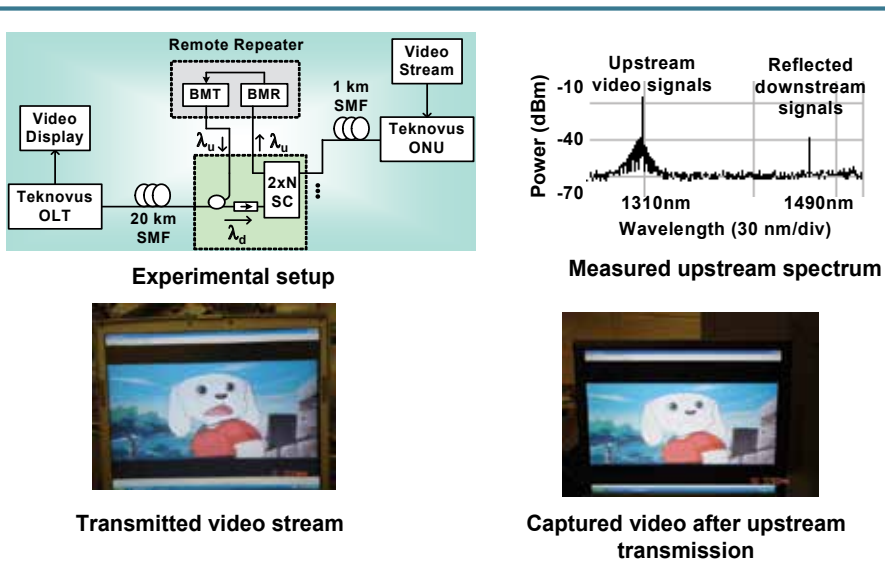 Remote Repeater
BMT
BMR
Video
Stream
1 km
SMF
Video
Display
λu
λu
Teknovus
ONU
Teknovus
OLT
20 km
SMF
2xN
SC
λd
Experimental setup
Upstream
video signals
Reflected
downstream
signals
Power (dBm)
-10
-40
-70
1310nm
1490nm
Wavelength (30 nm/div)
Measured upstream spectrum
Transmitted video stream
Captured video after upstream
transmission